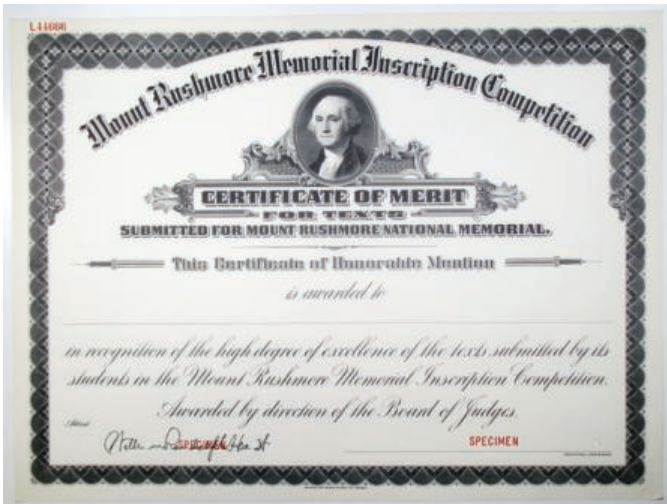 L44666
Mount Rushmore Memorial Inscription Competition
CERTIFICATE OF MERIT
FOR TEXTS
SUBMITTED FOR MOUNT RUSHMORE NATIONAL MEMORIAL.
This Certificate of Honorable Mention
is awarded to
in recognition of the high degree of excellence of the texts submitted by its
students in the Mount Rushmore Memorial Inscription Competition.
Awarded by direction of the Board of Judges.
Attest
SPECIMEN
SPECIMEN